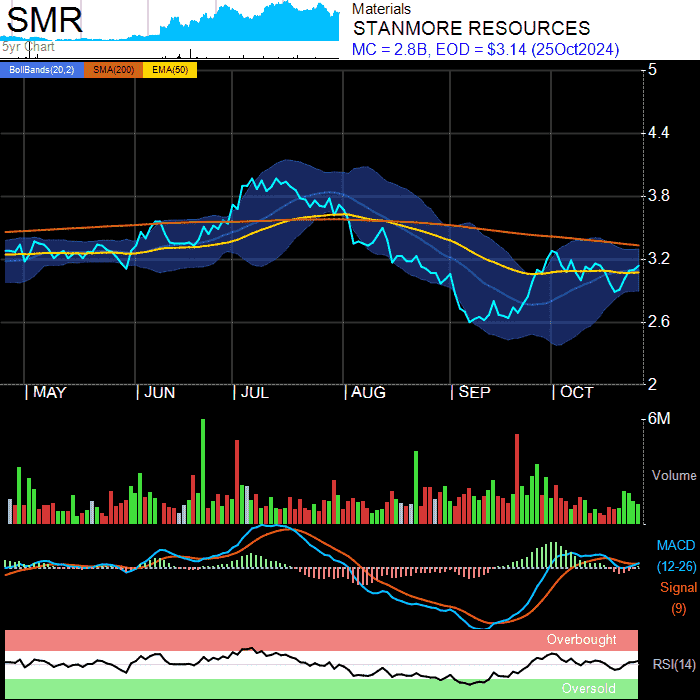 SMR
5yr Chart
Materials
STANMORE RESOURCES
MC = 2.8B, EOD = $3.14 (25Oct2024)
BollBands(20,2) SMA(200) EMA(50)
5
4.4
3.8
3.2
2.6
2
MAY JUN JUL AUG SEP OCT
6M
Volume
MACD
(12-26)
Signal
(9)
Overbought
RSI(14)
Oversold